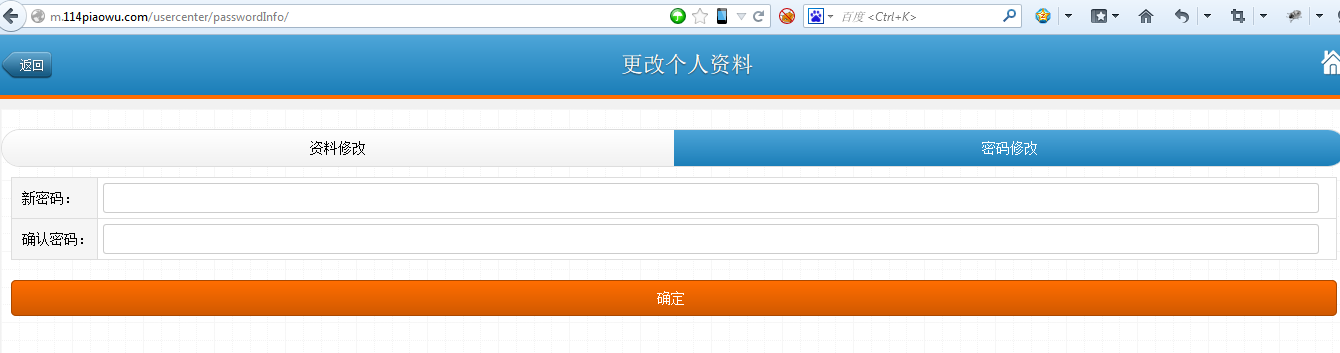 m.114piaowu.com/usercenter/passwordInfo/
百度 <Ctrl+K>
返回
更改个人资料
资料修改
密码修改
新密码：
确认密码：
确定